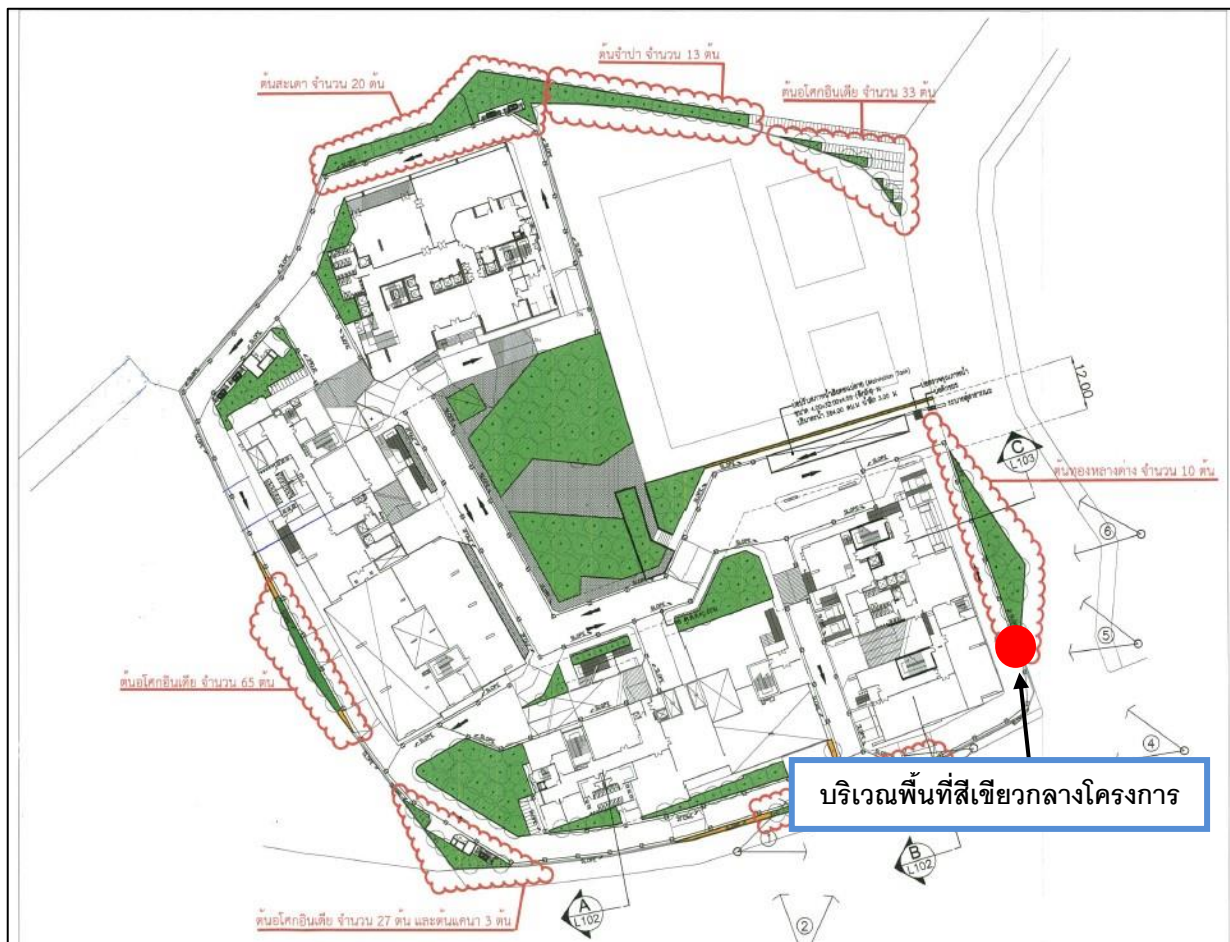 ต้นจำปา จำนวน 13 ต้น
ต้นสะเดา จำนวน 20 ต้น
ต้นอโศกอินเดีย จำนวน 33 ต้น
12.00
C
L103
ต้นทองหลางด่าง จำนวน 10 ต้น
6
5
4
SLOPE
ต้นอโศกอินเดีย จำนวน 65 ต้น
บริเวณพื้นที่สีเขียวกลางโครงการ
1
B
L102
A
L102
2
ต้นอโศกอินเดีย จำนวน 27 ต้น และต้นแคนา 3 ต้น